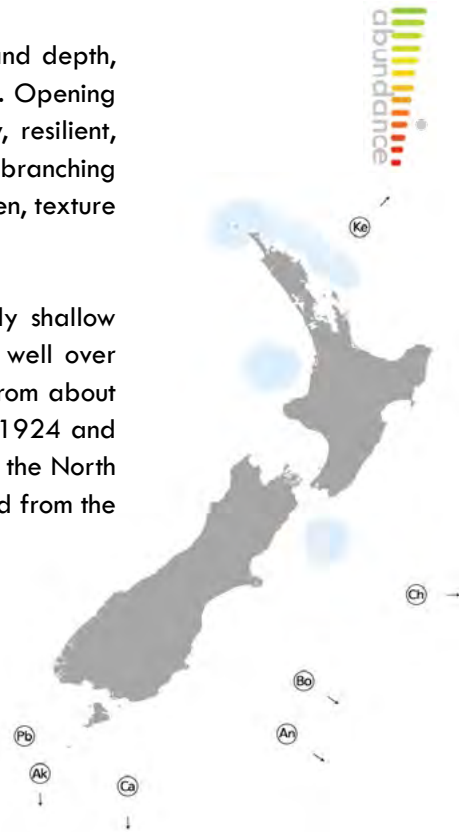 abundance
nd depth,
. Opening
, resilient,
branching
en, texture
Ke
ly shallow
well over
rom about
1924 and
the North
d from the
Ch
Bo
An
Pb
Ak
Ca